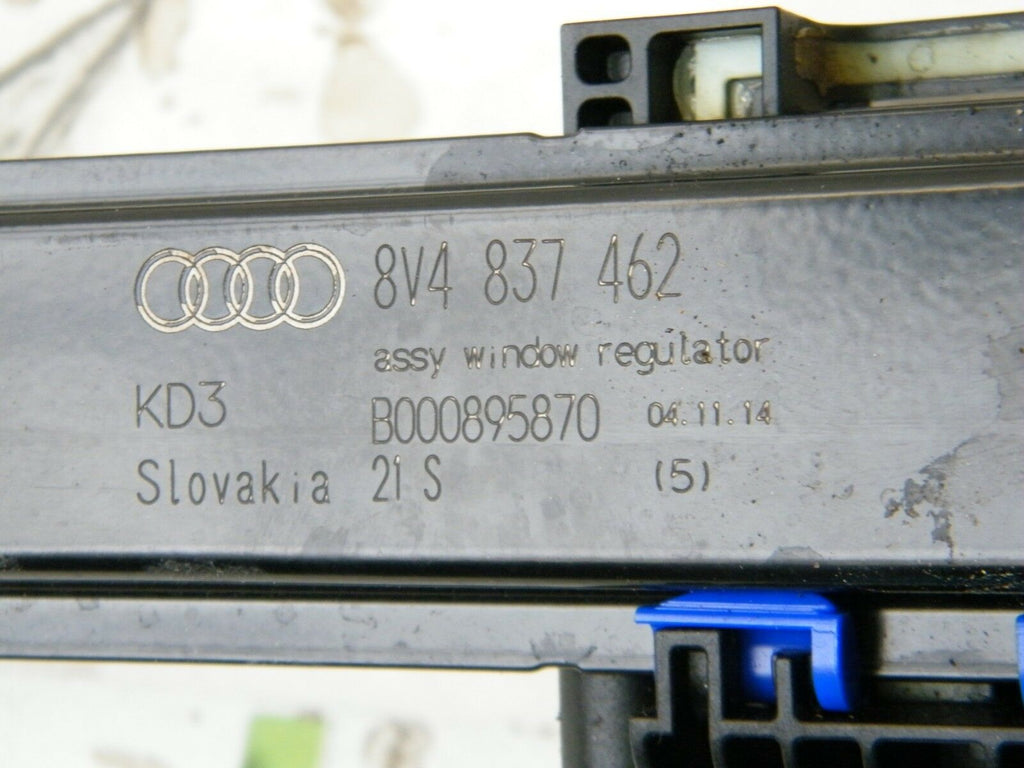 8V4 837 462
assy window regulator
KD3 B000895870 04.11.14
Slovakia 21 S (5)